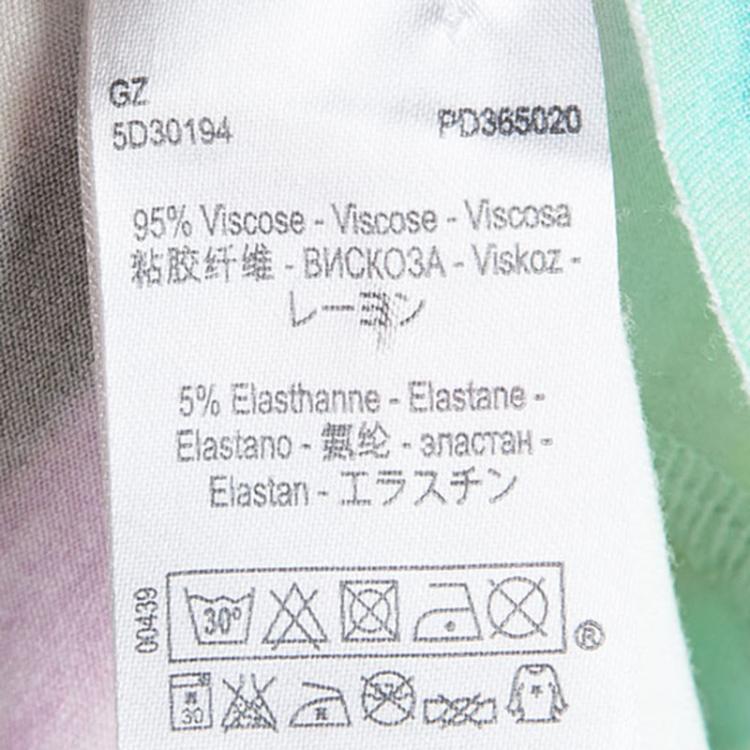 GZ
5D30194 PD365020
95% Viscose - Viscose - Viscosa
粘胶纤维 - ВИСКОЗА - Viskoz -
レーヨン
5% Elasthanne - Elastane -
Elastano - 氨纶 - эластан -
Elastan - エラスチン
00439
30° ®
30